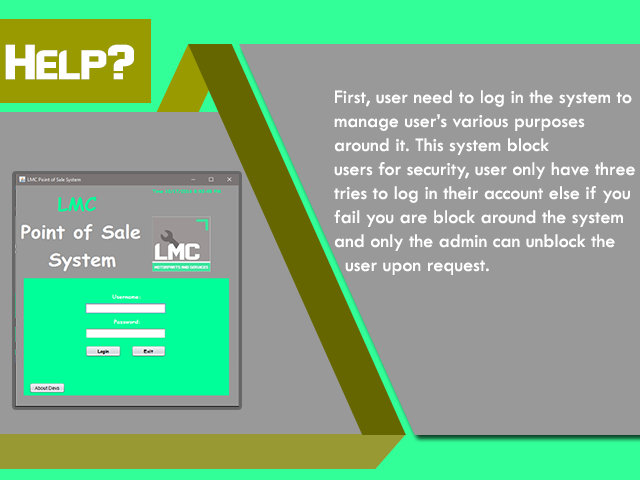 HELP?
First, user need to log in the system to
manage user's various purposes
around it. This system block
users for security, user only have three
tries to log in their account else if you
fail you are block around the system
and only the admin can unblock the
user upon request.
LMC Point of Sale System
LMC
Point of Sale
System
LMC
MOTORPARTS AND SERVICES
Username:
Password:
Login
Exit
About Devs